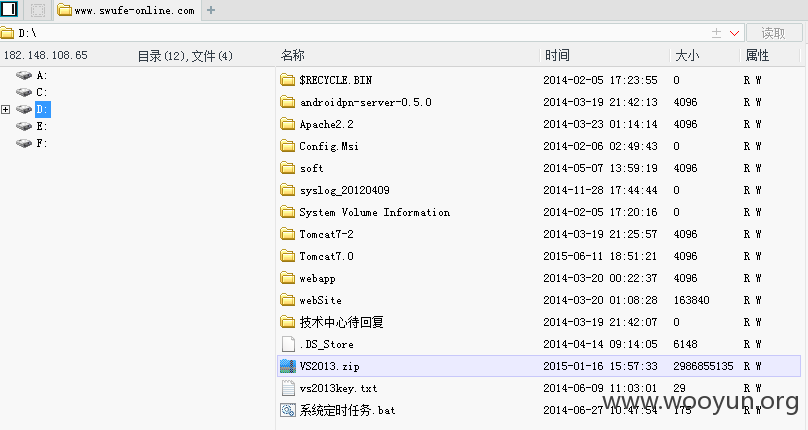 www.swufe-online.com
D:\
读取
182.148.108.65 目录(12),文件(4) 名称 时间 大小 属性
A:
C:
D:
E:
F:
$RECYCLE.BIN 2014-02-05 17:23:55 0 R W
androidpn-server-0.5.0 2014-03-19 21:42:13 4096 R W
Apache2.2 2014-03-23 01:14:14 4096 R W
Config.Msi 2014-02-06 02:49:43 0 R W
soft 2014-05-07 13:59:19 4096 R W
syslog_20120409 2014-11-28 17:44:44 0 R W
System Volume Information 2014-02-05 17:20:16 0 R W
Tomcat7-2 2014-03-19 21:25:57 4096 R W
Tomcat7.0 2015-06-11 18:51:21 4096 R W
webapp 2014-03-20 00:22:37 4096 R W
webSite 2014-03-20 01:08:28 163840 R W
技术中心待回复 2014-03-19 21:42:07 0 R W
.DS_Store 2014-04-14 09:14:05 6148 R W
VS2013.zip 2015-01-16 15:57:33 2986855135 R W
vs2013key.txt 2014-06-09 11:03:01 29 R W
系统定时任务.bat 2014-06-27 10:47:54 175 R W
www.wooyun.org